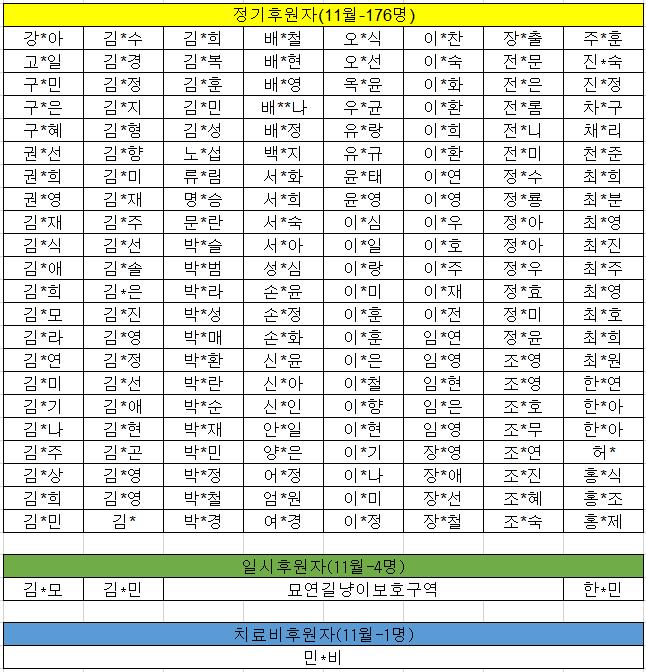 정기후원자(11월-176명)
강*아 김*수 김*희 배*철 오*식 이*찬 장*출 주*훈
고*일 김*경 김*복 배*현 오*선 이*숙 전*문 진*숙
구*민 김*정 김*훈 배*영 옥*윤 이*화 전*은 진*정
구*은 김*지 김*민 배**나 우*균 이*환 전*롬 차*구
구*혜 김*형 김*성 배*정 유*랑 이*희 전*니 채*리
권*선 김*향 노*섭 백*지 유*규 이*환 전*미 천*준
권*희 김*미 류*림 서*화 윤*태 이*연 정*수 최*희
권*영 김*재 명*승 서*희 윤*영 이*영 정*룡 최*분
김*재 김*주 문*란 서*숙 이*심 이*우 정*아 최*영
김*식 김*선 박*슬 서*아 이*일 이*호 정*아 최*진
김*애 김*솔 박*범 성*심 이*랑 이*주 정*우 최*주
김*희 김*은 박*라 손*윤 이*미 이*재 정*효 최*영
김*모 김*진 박*성 손*정 이*훈 이*전 정*미 최*호
김*라 김*영 박*매 손*화 이*훈 임*연 정*윤 최*희
김*연 김*정 박*환 신*윤 이*은 임*영 조*영 최*원
김*미 김*선 박*란 신*아 이*철 임*현 조*영 한*연
김*기 김*애 박*순 신*인 이*향 임*은 조*호 한*아
김*나 김*현 박*재 안*일 이*현 임*영 조*무 한*아
김*주 김*곤 박*민 양*은 이*기 장*영 조*연 허*
김*상 김*영 박*정 어*정 이*나 장*애 조*진 홍*식
김*희 김*영 박*철 엄*원 이*미 장*선 조*혜 홍*조
김*민 김* 박*경 여*경 이*정 장*철 조*숙 홍*제
일시후원자(11월-4명)
김*모 김*민 묘연길냥이보호구역 한*민
치료비후원자(11월-1명)
민*비